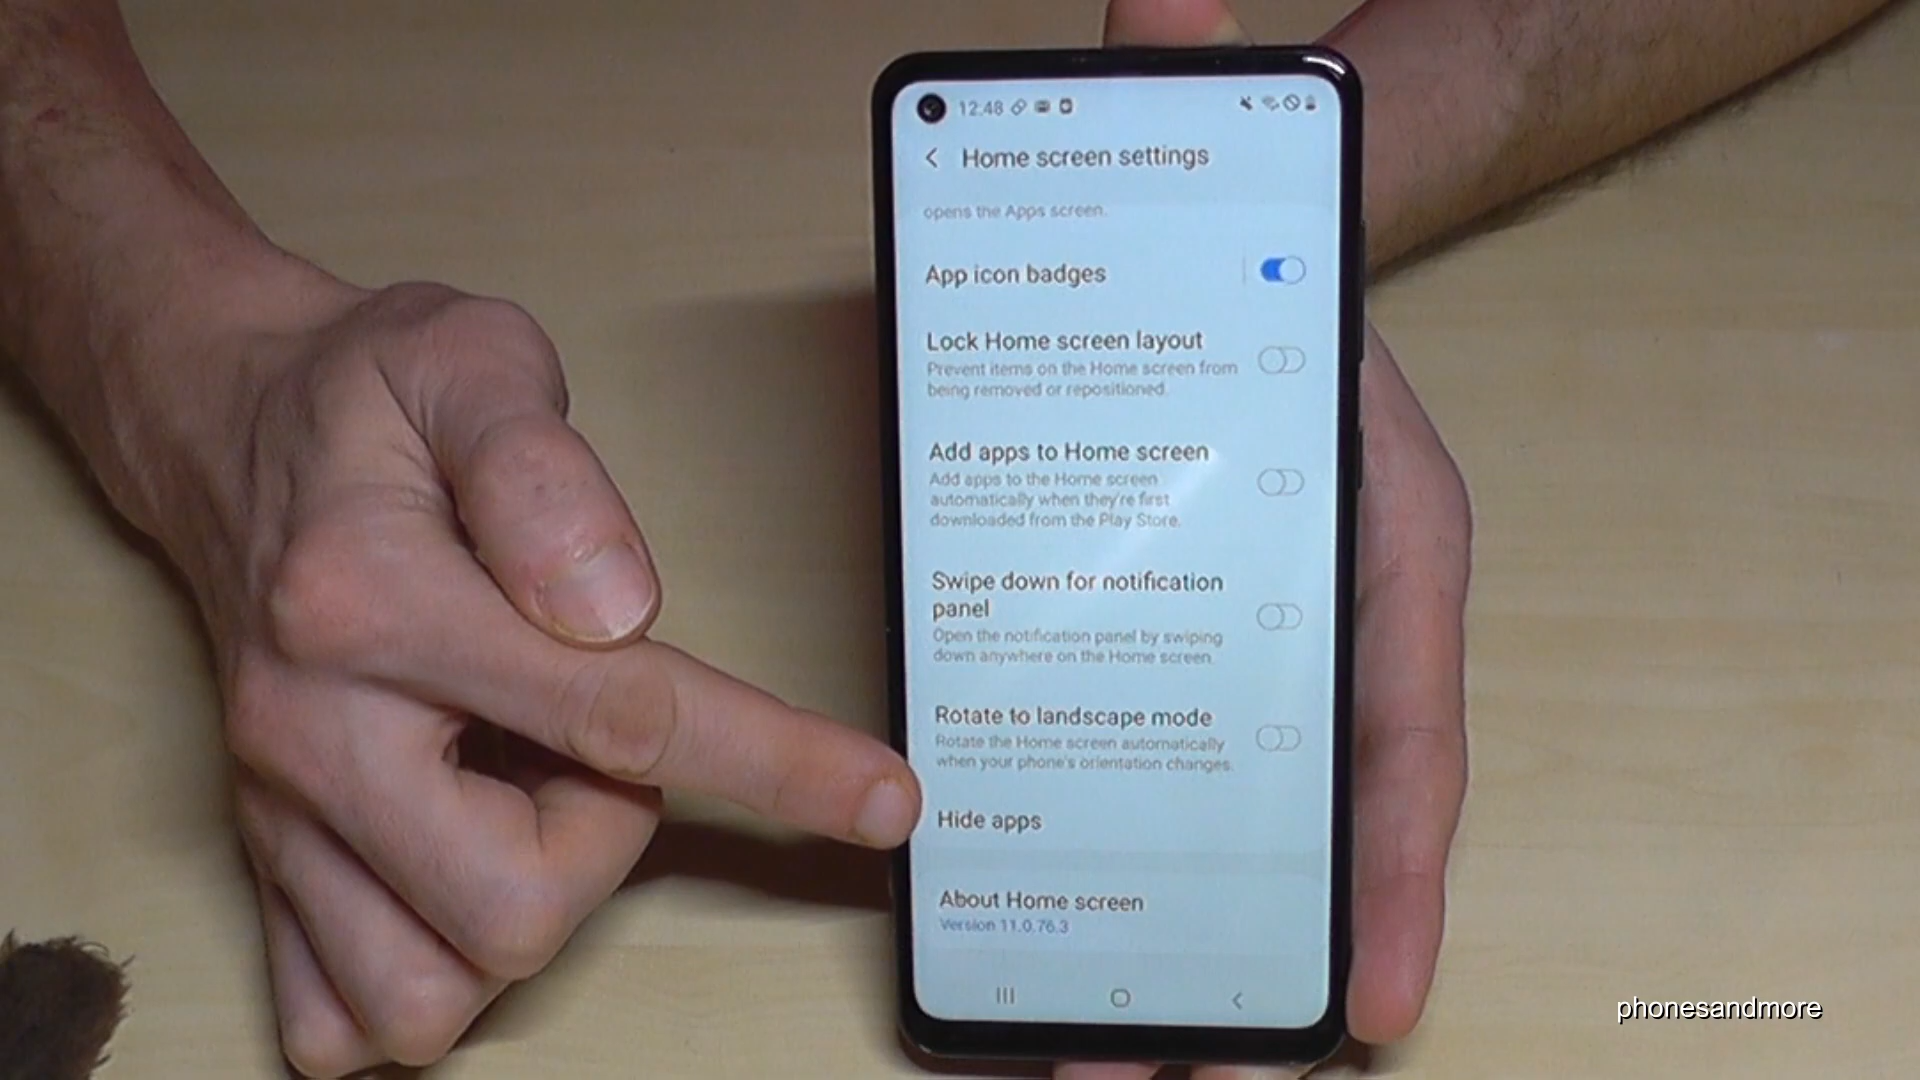 12:48
Home screen settings
opens the Apps screen.
App icon badges
Lock Home screen layout
Prevent items on the Home screen from
being removed or repositioned.
Add apps to Home screen
Add apps to the Home screen
automatically when they're first
downloaded from the Play Store.
Swipe down for notification
panel
Open the notification panel by swiping
down anywhere on the Home screen.
Rotate to landscape mode
Rotate the Home screen automatically
when your phone's orientation changes.
Hide apps
About Home screen
Version 11.0.76.3
phonesandmore